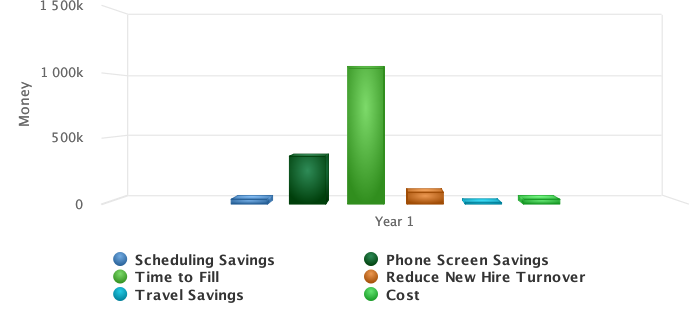 1 500k
1 000k
500k
0
Money
Year 1
Scheduling Savings
Phone Screen Savings
Time to Fill
Reduce New Hire Turnover
Travel Savings
Cost